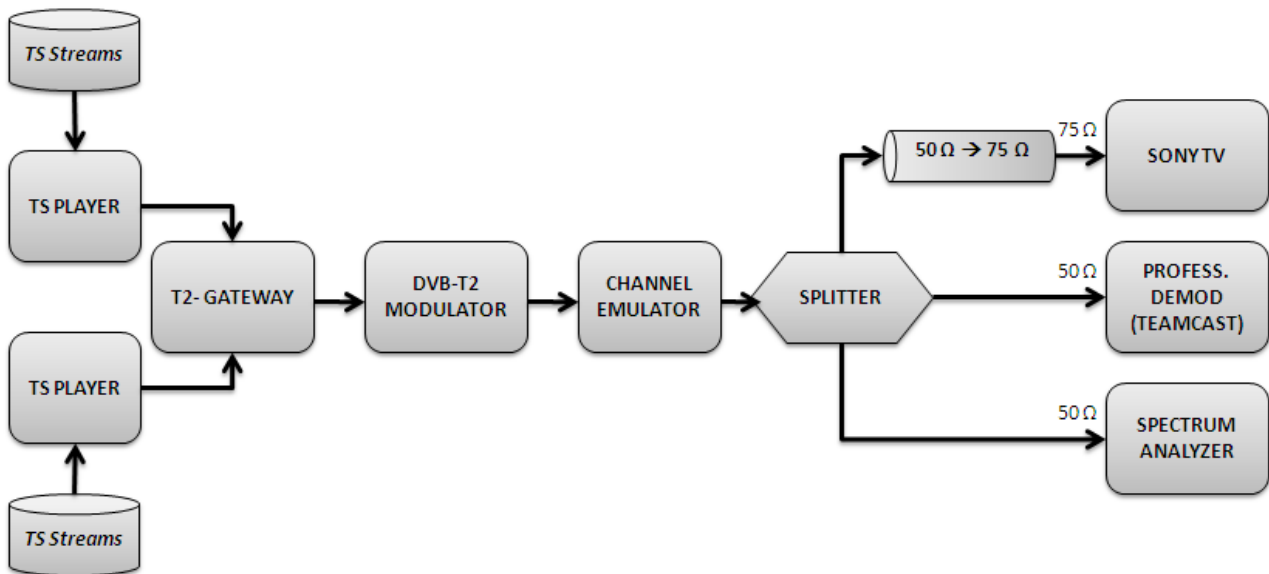 TS Streams
TS PLAYER
T2- GATEWAY
TS PLAYER
TS Streams
DVB-T2
MODULATOR
CHANNEL
EMULATOR
SPLITTER
50 Ω → 75 Ω
75 Ω
SONY TV
50 Ω
PROFESS.
DEMOD
(TEAMCAST)
50 Ω
SPECTRUM
ANALYZER